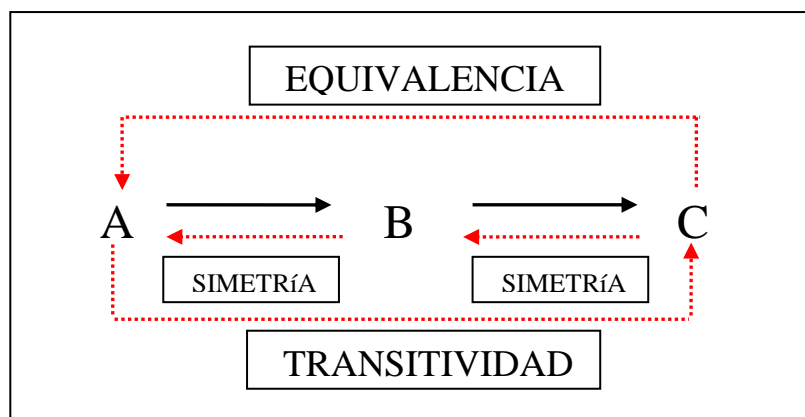 EQUIVALENCIA
A B C
SIMETRíA SIMETRíA
TRANSITIVIDAD